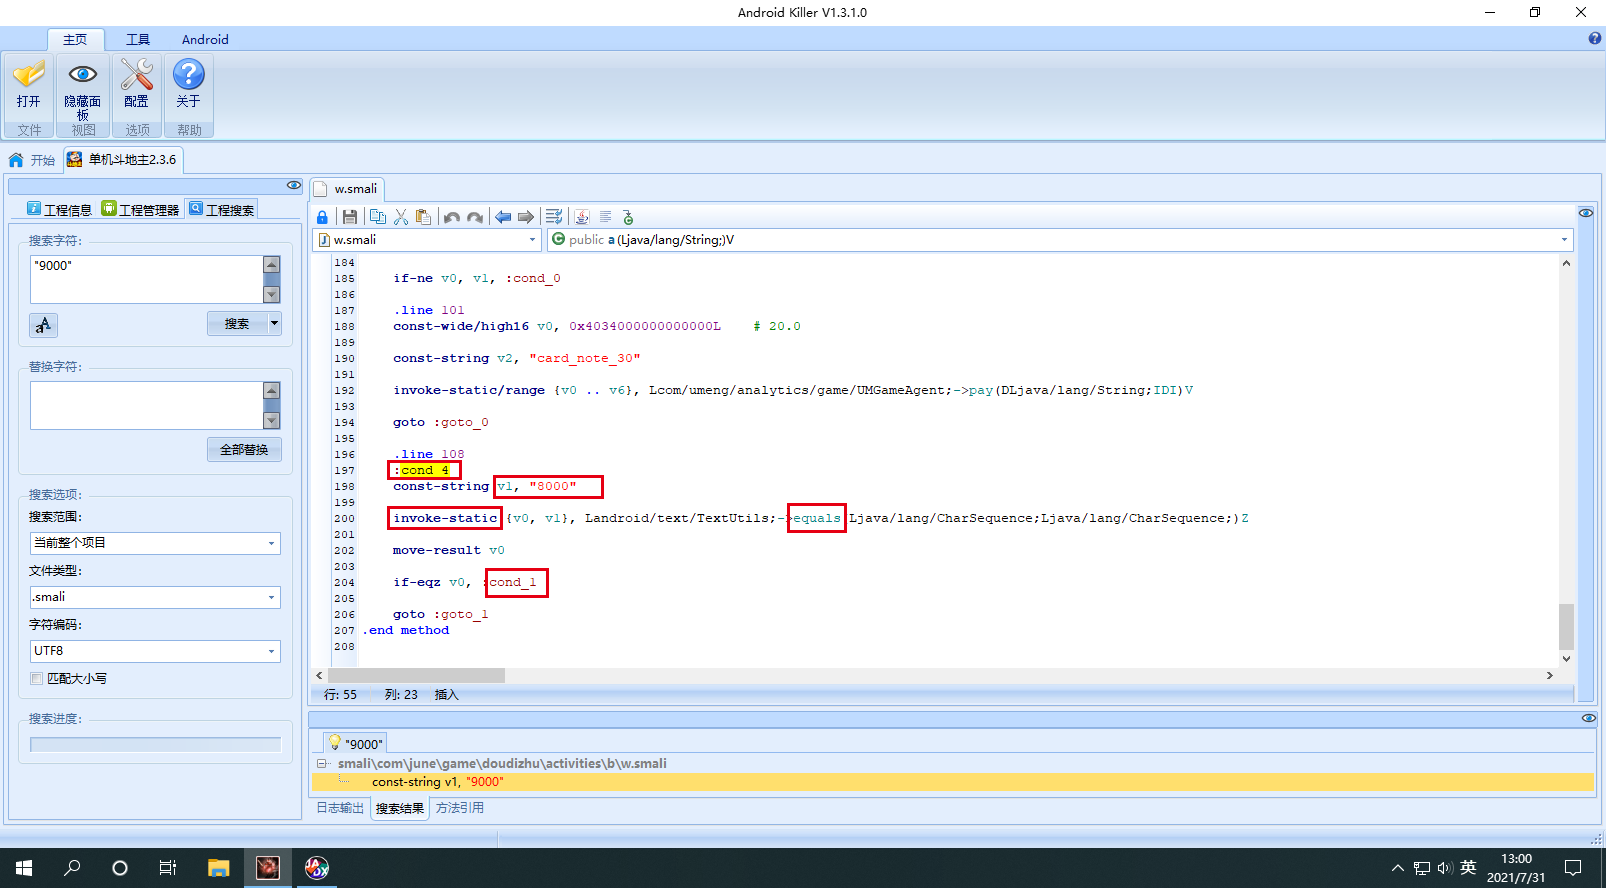 Android Killer V1.3.1.0
主页 工具 Android
打开 隐藏面板 配置 关于
文件 视图 选项 帮助
开始 单机斗地主2.3.6
工程信息 工程管理器 工程搜索
搜索字符:
"9000"
搜索
替换字符:
全部替换
搜索选项:
搜索范围:
当前整个项目
文件类型:
.smali
字符编码:
UTF8
匹配大小写
搜索进度:
w.smali
w.smali public a (Ljava/lang/String;)V
184
185 if-ne v0, v1, :cond_0
186
187 .line 101
188 const-wide/high16 v0, 0x4034000000000000L # 20.0
189
190 const-string v2, "card_note_30"
191
192 invoke-static/range {v0 .. v6}, Lcom/umeng/analytics/game/UMGameAgent;->pay(DLjava/lang/String;IDI)V
193
194 goto :goto_0
195
196 .line 108
197 :cond_4
198 const-string v1, "8000"
199
200 invoke-static {v0, v1}, Landroid/text/TextUtils;->equals(Ljava/lang/CharSequence;Ljava/lang/CharSequence;)Z
201
202 move-result v0
203
204 if-eqz v0, :cond_1
205
206 goto :goto_1
207 .end method
208
行: 55 列: 23 插入
"9000"
smali\com\june\game\doudizhu\activities\b\w.smali
const-string v1, "9000"
日志输出 搜索结果 方法引用
英
13:00
2021/7/31